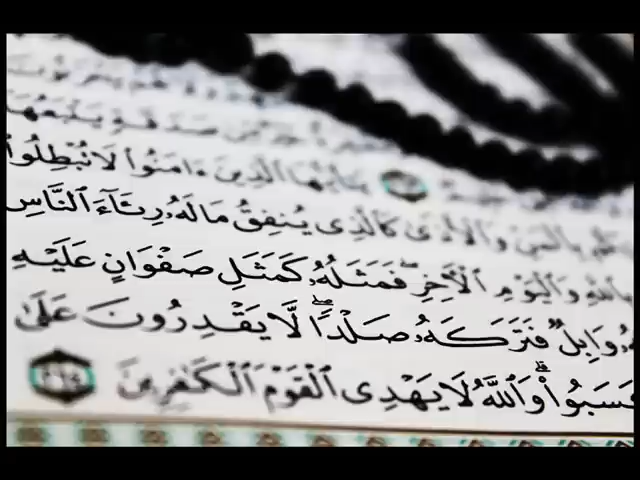 صَدَقَةٍ يَتْبَعُهَا
يَٰٓأَيُّهَا ٱلَّذِينَ ءَامَنُوا۟ لَا تُبْطِلُوا۟
بِٱلْمَنِّ وَٱلْأَذَىٰ كَٱلَّذِى يُنفِقُ مَالَهُۥ رِئَآءَ ٱلنَّاسِ
بِٱللَّهِ وَٱلْيَوْمِ ٱلْءَاخِرِ ۖ فَمَثَلُهُۥ كَمَثَلِ صَفْوَانٍ عَلَيْهِ
وَابِلٌ فَتَرَكَهُۥ صَلْدًا ۖ لَّا يَقْدِرُونَ عَلَىٰ
كَسَبُوا۟ ۗ وَٱللَّهُ لَا يَهْدِى ٱلْقَوْمَ ٱلْكَٰفِرِينَ ٢٦٤